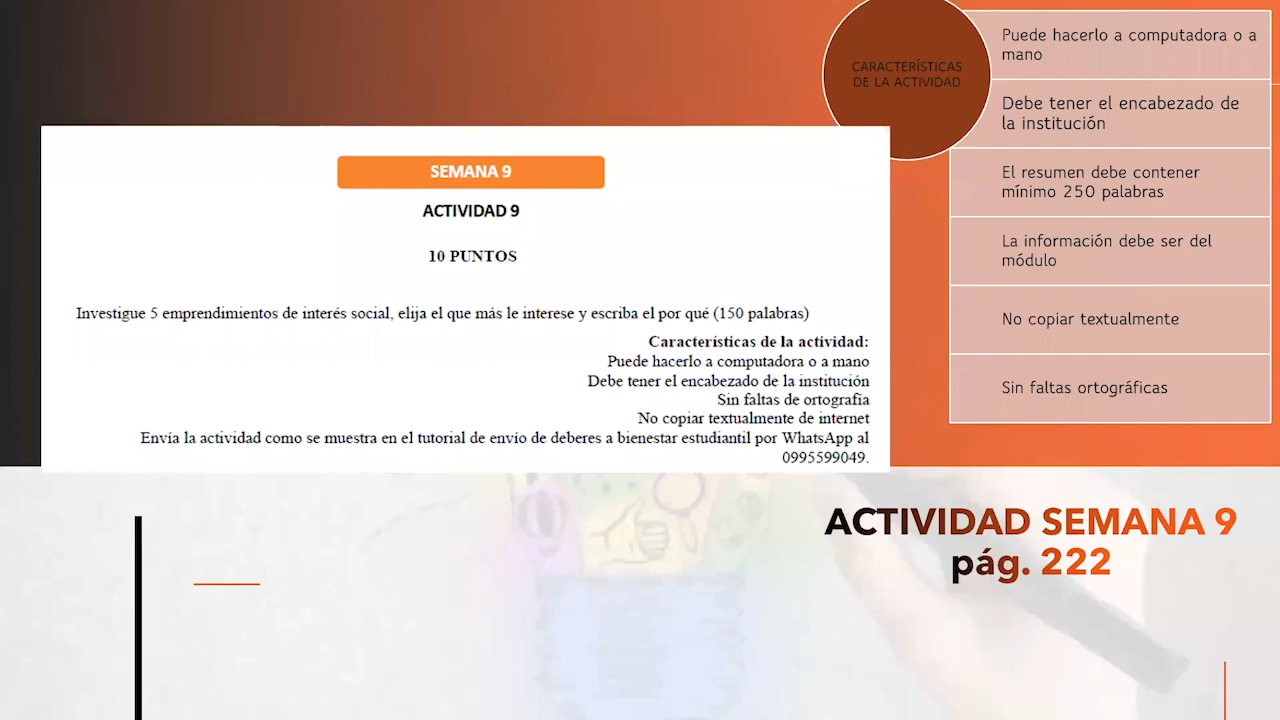 SEMANA 9
ACTIVIDAD 9
10 PUNTOS
Investigue 5 emprendimientos de interés social, elija el que más le interese y escriba el por qué (150 palabras)
Características de la actividad:
Puede hacerlo a computadora o a mano
Debe tener el encabezado de la institución
Sin faltas de ortografía
No copiar textualmente de internet
Envía la actividad como se muestra en el tutorial de envío de deberes a bienestar estudiantil por WhatsApp al
0995599049.
CARACTERÍSTICAS
DE LA ACTIVIDAD
Puede hacerlo a computadora o a
mano
Debe tener el encabezado de
la institución
El resumen debe contener
mínimo 250 palabras
La información debe ser del
módulo
No copiar textualmente
Sin faltas ortográficas
ACTIVIDAD SEMANA 9
pág. 222